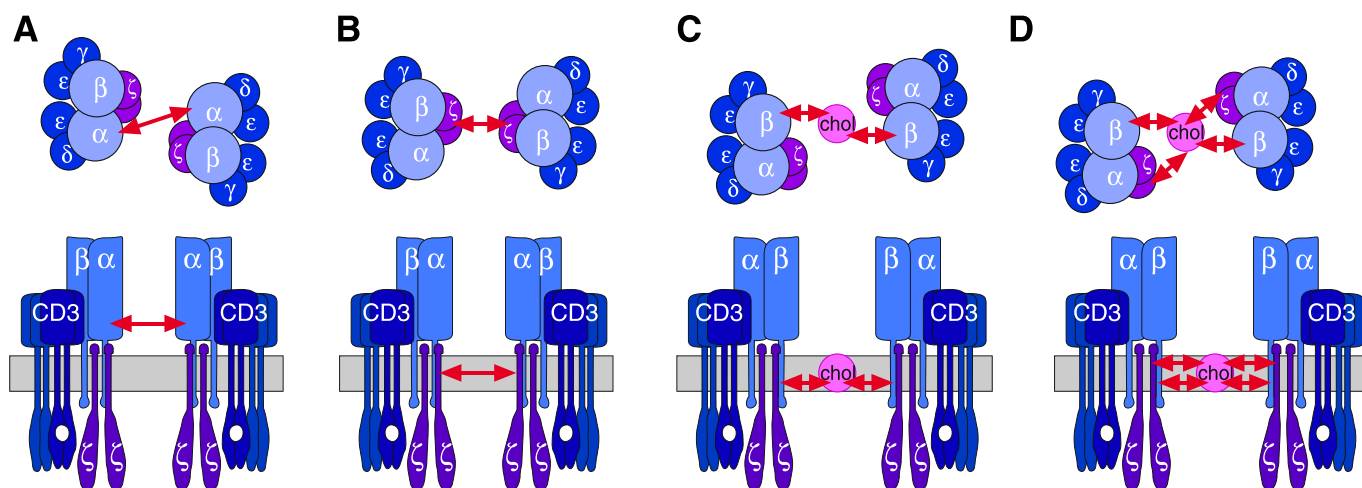 A
B
C
D
γ
ε
β
ζ
ε
α
δ
δ
α
ε
ζ
β
ε
γ
γ
ε
β
ζ
ε
α
δ
δ
α
ε
ζ
β
ε
γ
γ
ε
β
chol
ε
α
ζ
δ
δ
α
ε
ζ
β
ε
γ
γ
ε
β
chol
ε
α
ζ
δ
δ
ζ
α
ε
β
ε
γ
β α
α β
CD3
CD3
ζ ζ
ζ ζ
β α
α β
CD3
CD3
ζ ζ
ζ ζ
α β
β α
CD3
CD3
chol
ζ ζ
ζ ζ
α β
β α
CD3
CD3
chol
ζ ζ
ζ ζ